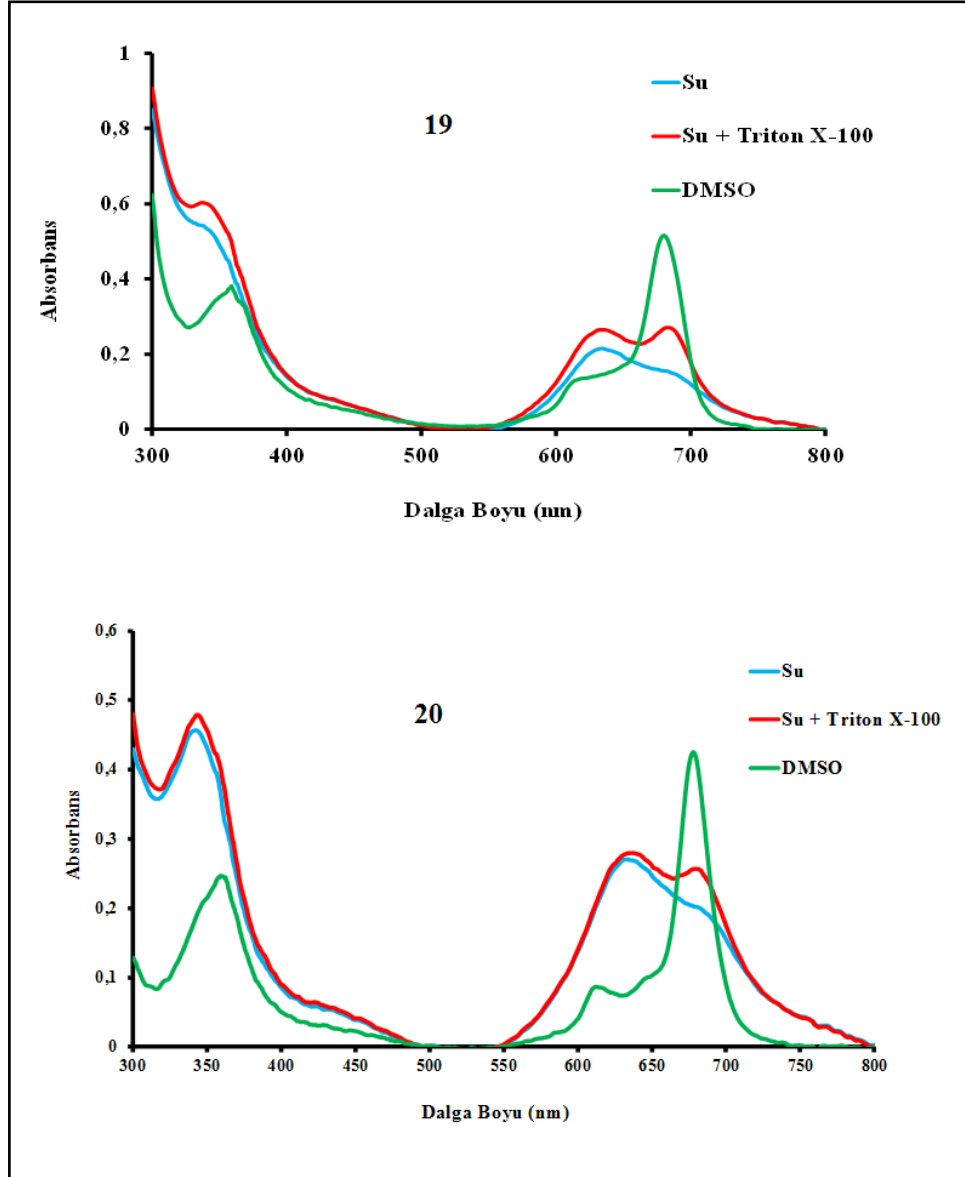 1
19
Su
0,8
Su + Triton X-100
0,6
DMSO
Absorbans
0,4
0,2
0
300 400 500 600 700 800
Dalga Boyu (nm)
0,6
20
Su
0,5
Su + Triton X-100
0,4
DMSO
Absorbans
0,3
0,2
0,1
0
300 350 400 450 500 550 600 650 700 750 800
Dalga Boyu (nm)